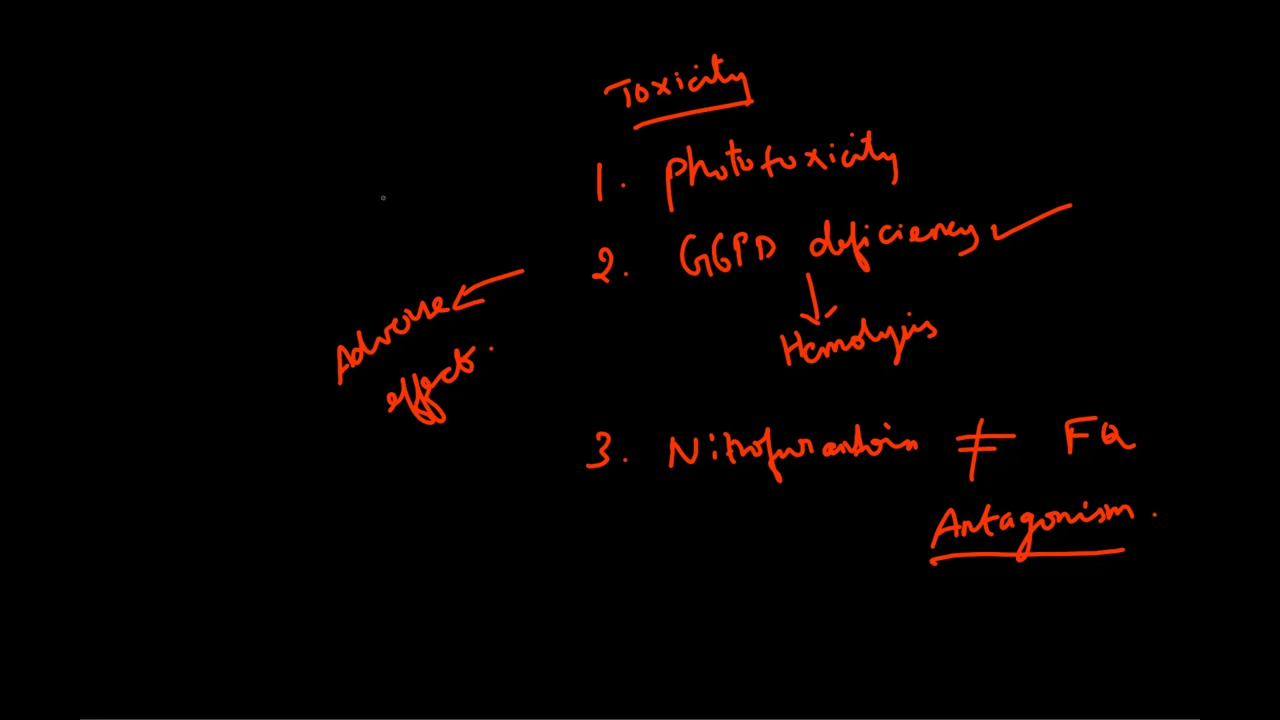 Toxicity
1. Phototoxicity
2. G6PD deficiency
Hemolysis
Adverse
effects.
3. Nitrofurantoin ≠ FQ
Antagonism.